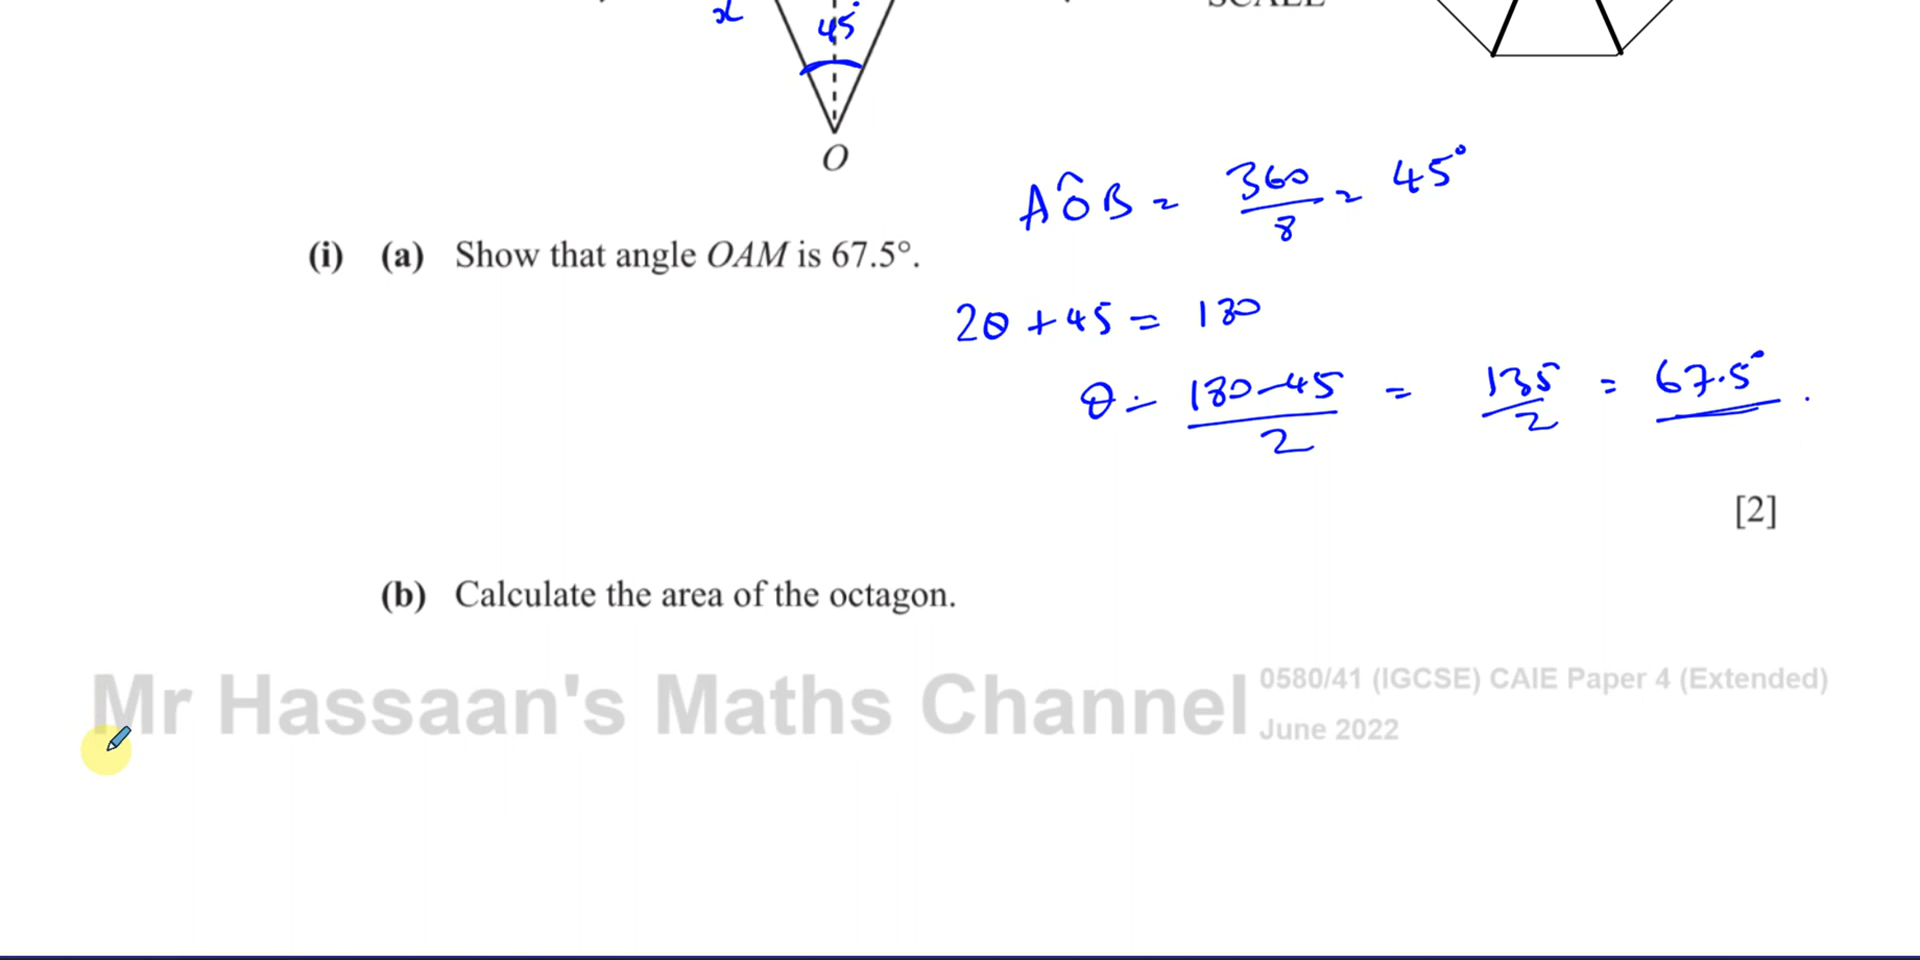 x 45°
O
AÔB = 360/8 = 45°
(i) (a) Show that angle OAM is 67.5°.
2θ + 45 = 180
θ = 180-45/2 = 135/2 = 67.5°.
[2]
(b) Calculate the area of the octagon.
Mr Hassaan's Maths Channel
0580/41 (IGCSE) CAIE Paper 4 (Extended)
June 2022